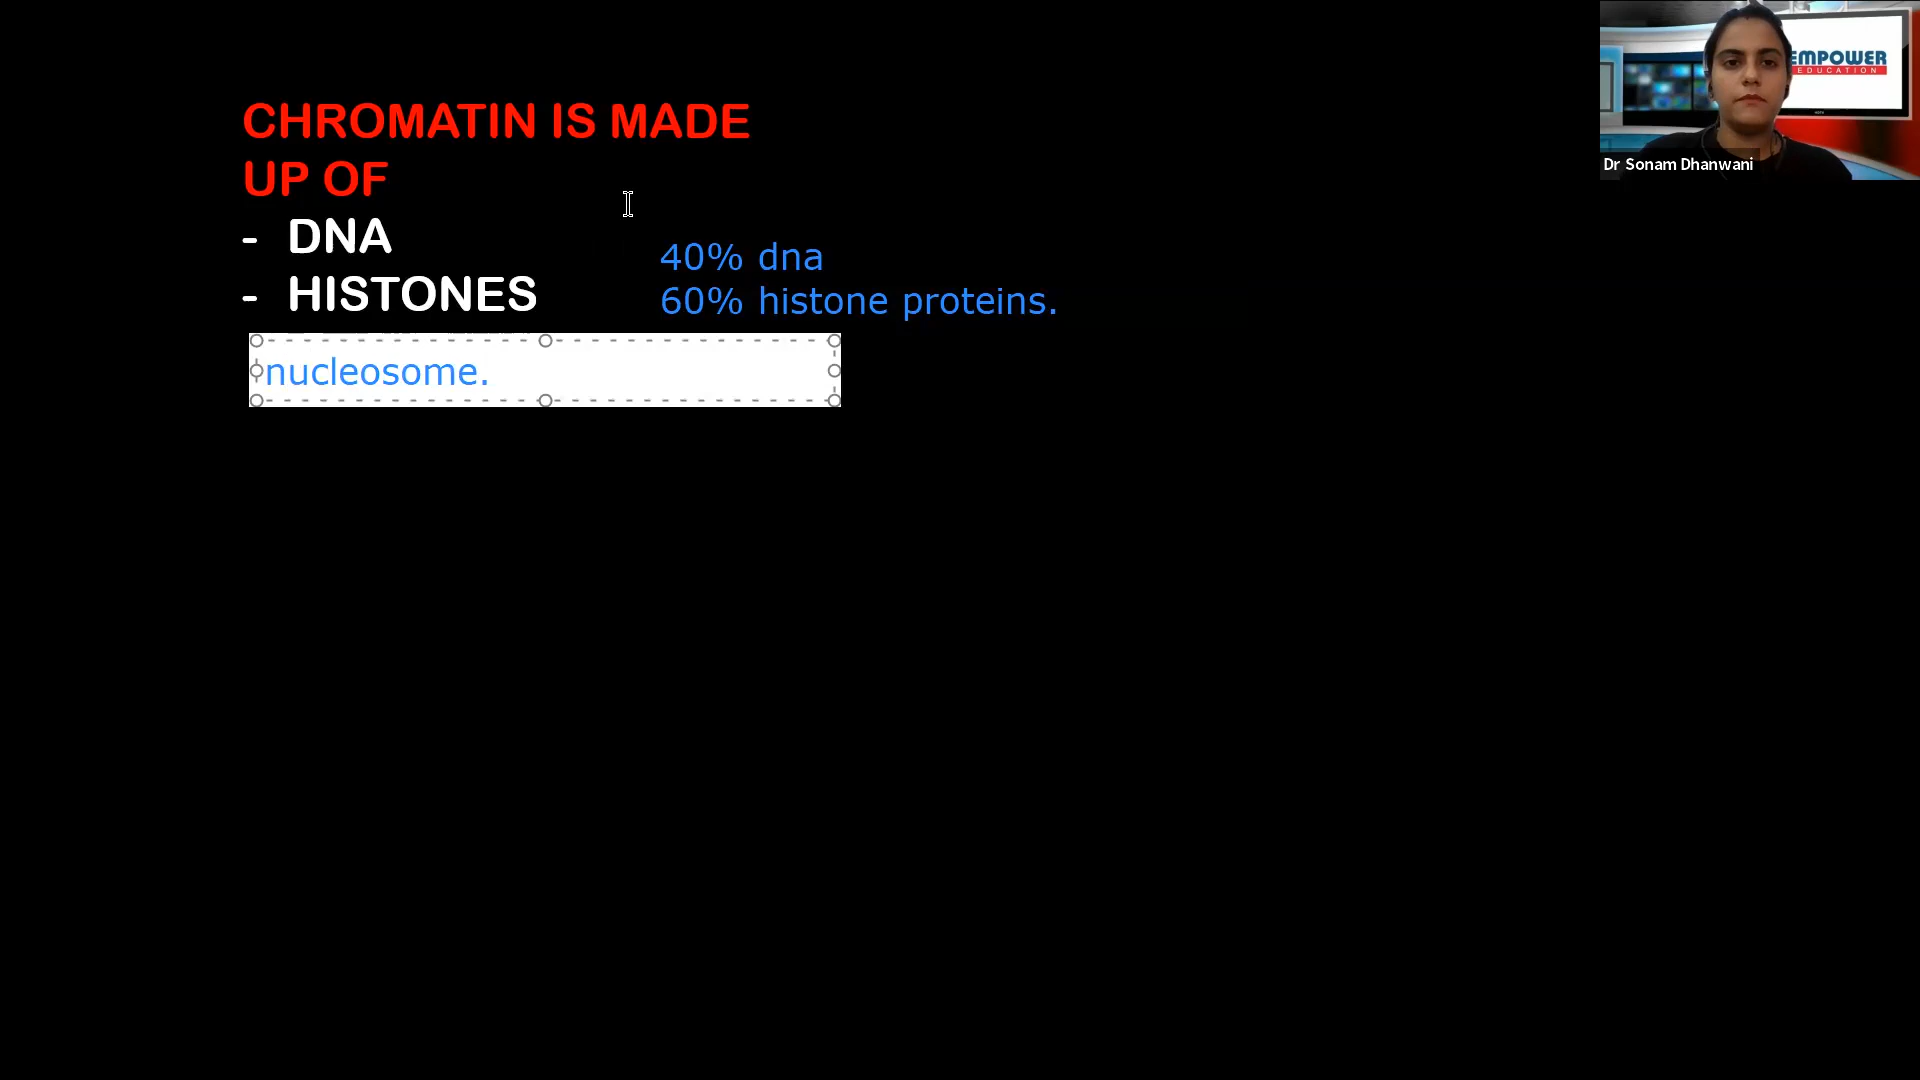 CHROMATIN IS MADE
UP OF
- DNA
- HISTONES
40% dna
60% histone proteins.
nucleosome.
EMPOWER
EDUCATION
Dr Sonam Dhanwani